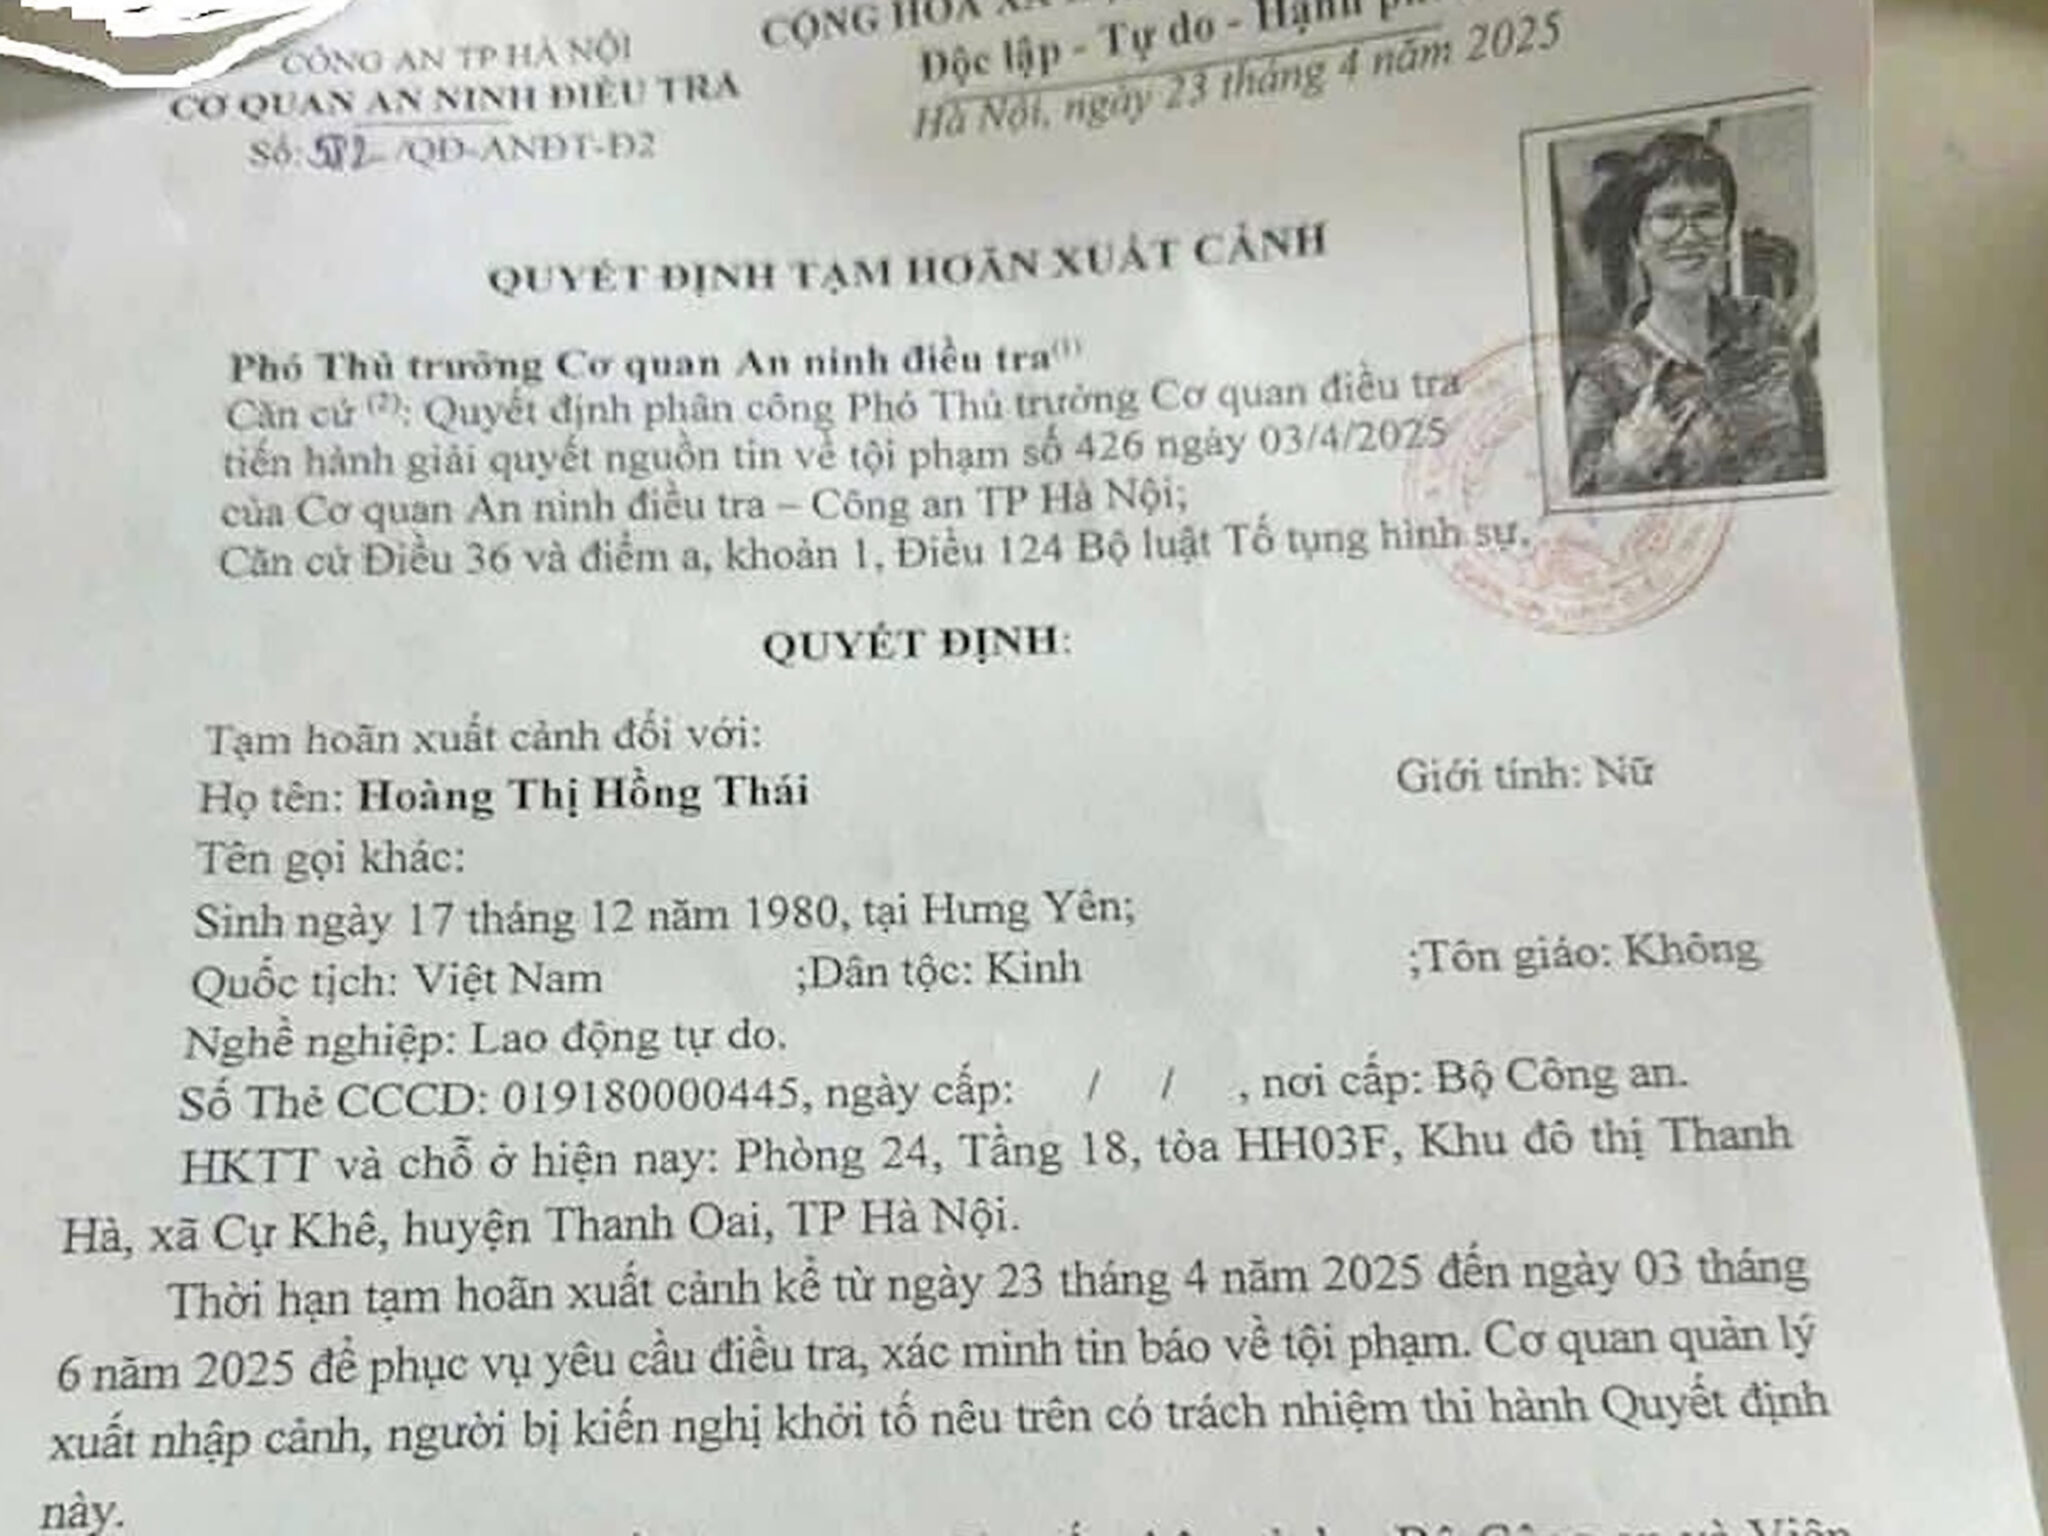 CÔNG AN TP HÀ NỘI
CƠ QUAN AN NINH ĐIỀU TRA
Số: /QĐ-ANĐT-Đ2
CỘNG HÒA XÃ
Độc lập - Tự do - Hạnh
Hà Nội, ngày 23 tháng 4 năm 2025
QUYẾT ĐỊNH TẠM HOÃN XUẤT CẢNH
Phó Thủ trưởng Cơ quan An ninh điều tra(1)
Căn cứ (2): Quyết định phân công Phó Thủ trưởng Cơ quan điều tra
tiến hành giải quyết nguồn tin về tội phạm số 426 ngày 03/4/2025
của Cơ quan An ninh điều tra – Công an TP Hà Nội;
Căn cứ Điều 36 và điểm a, khoản 1, Điều 124 Bộ luật Tố tụng hình sự,
QUYẾT ĐỊNH:
Tạm hoãn xuất cảnh đối với:
Họ tên: Hoàng Thị Hồng Thái Giới tính: Nữ
Tên gọi khác:
Sinh ngày 17 tháng 12 năm 1980, tại Hưng Yên;
Quốc tịch: Việt Nam ;Dân tộc: Kinh ;Tôn giáo: Không
Nghề nghiệp: Lao động tự do.
Số Thẻ CCCD: 019180000445, ngày cấp: / / , nơi cấp: Bộ Công an.
HKTT và chỗ ở hiện nay: Phòng 24, Tầng 18, tòa HH03F, Khu đô thị Thanh
Hà, xã Cự Khê, huyện Thanh Oai, TP Hà Nội.
Thời hạn tạm hoãn xuất cảnh kể từ ngày 23 tháng 4 năm 2025 đến ngày 03 tháng
6 năm 2025 để phục vụ yêu cầu điều tra, xác minh tin báo về tội phạm. Cơ quan quản lý
xuất nhập cảnh, người bị kiến nghị khởi tố nêu trên có trách nhiệm thi hành Quyết định
này.